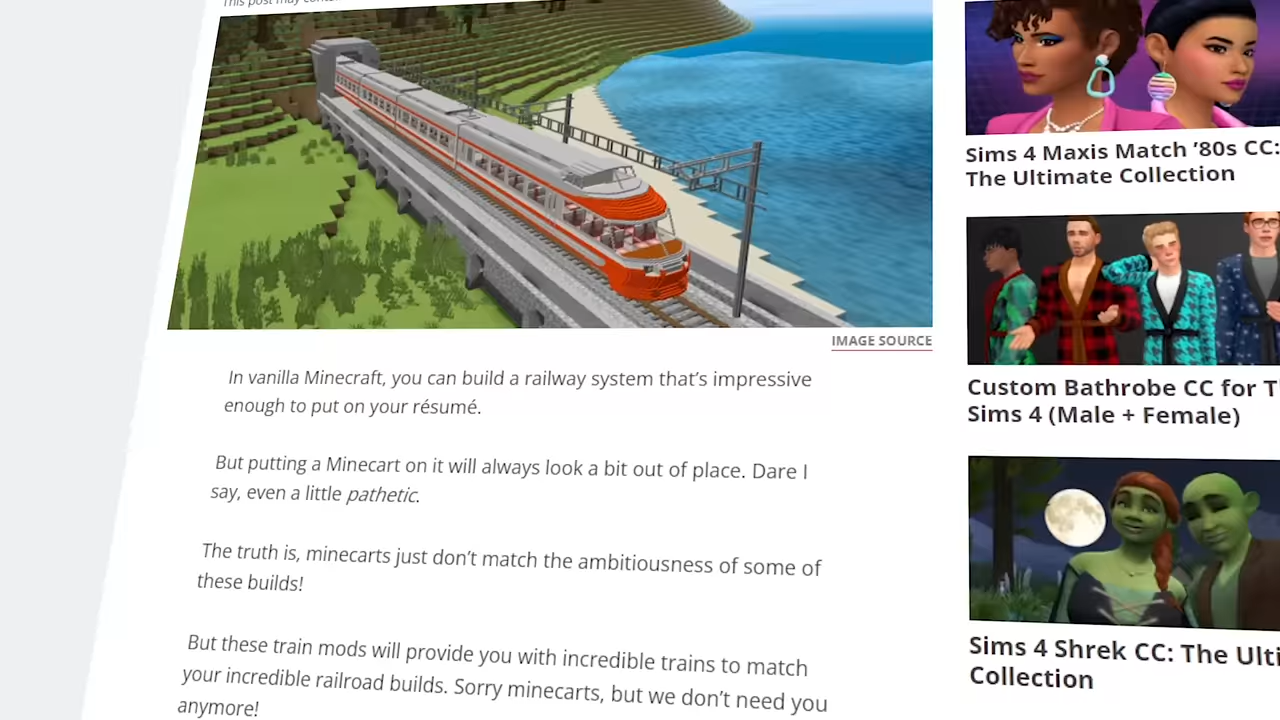 This post may
IMAGE SOURCE
In vanilla Minecraft, you can build a railway system that's impressive
enough to put on your résumé.
But putting a Minecart on it will always look a bit out of place. Dare I
say, even a little pathetic.
The truth is, minecarts just don't match the ambitiousness of some of
these builds!
But these train mods will provide you with incredible trains to match
your incredible railroad builds. Sorry minecarts, but we don't need you
anymore!
Sims 4 Maxis Match '80s CC:
The Ultimate Collection
Custom Bathrobe CC for
Sims 4 (Male + Female)
Sims 4 Shrek CC: The
Collection